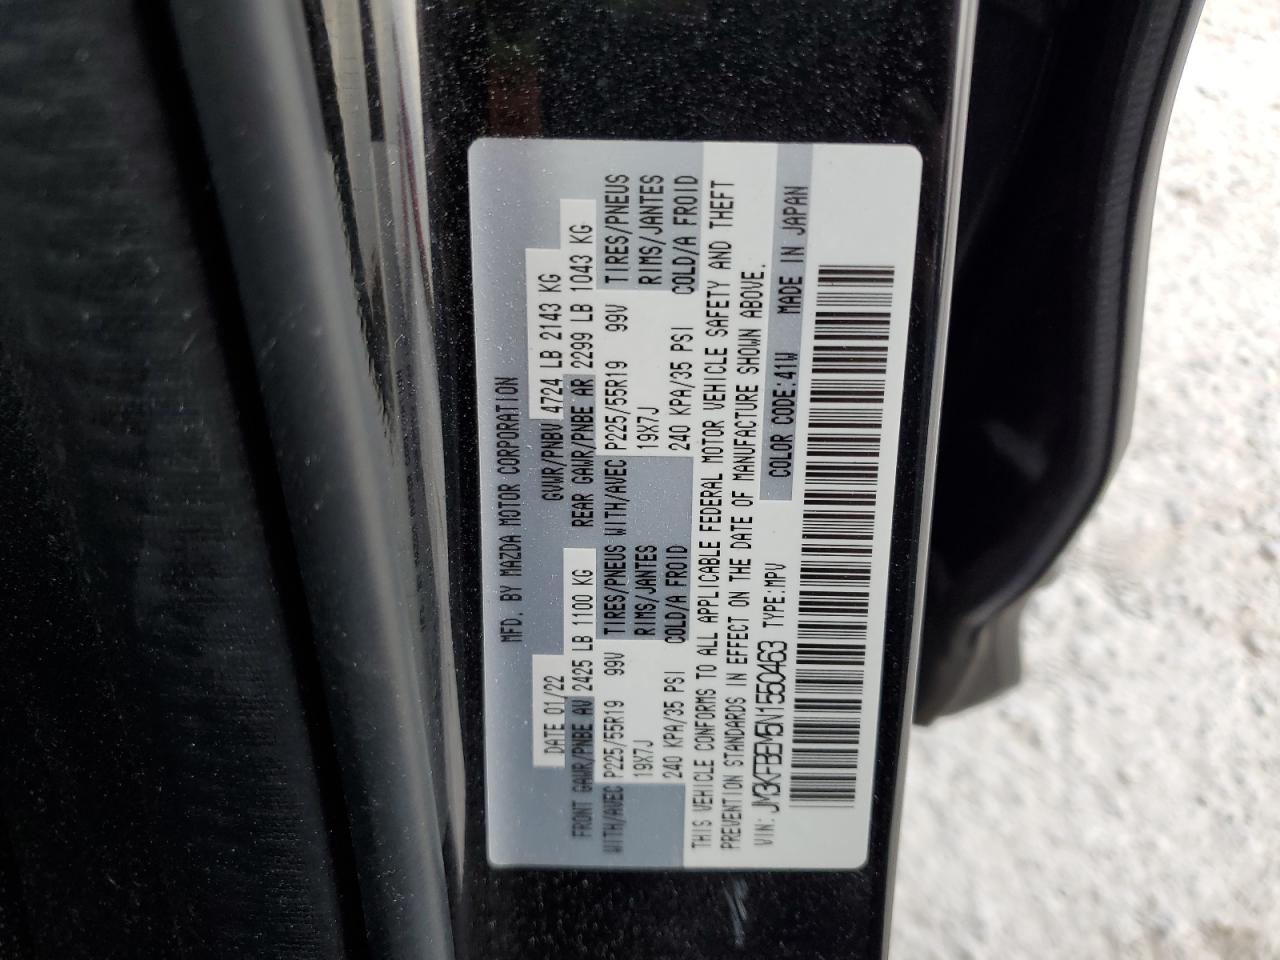 MFD. BY MAZDA MOTOR CORPORATION
DATE 01/22 GVWR/PNBV 4724 LB 2143 KG
FRONT GAWR/PNBE AV 2425 LB 1100 KG REAR GAWR/PNBE AR 2299 LB 1043 KG
WITH/AVEC P225/55R19 99V TIRES/PNEUS WITH/AVEC P225/55R19 99V TIRES/PNEUS
19X7J RIMS/JANTES 19X7J RIMS/JANTES
240 KPA/35 PSI COLD/A FROID 240 KPA/35 PSI COLD/A FROID
THIS VEHICLE CONFORMS TO ALL APPLICABLE FEDERAL MOTOR VEHICLE SAFETY AND THEFT
PREVENTION STANDARDS IN EFFECT ON THE DATE OF MANUFACTURE SHOWN ABOVE.
VIN: JM3KFBEM5N1550463 TYPE:MPV COLOR CODE:41W MADE IN JAPAN